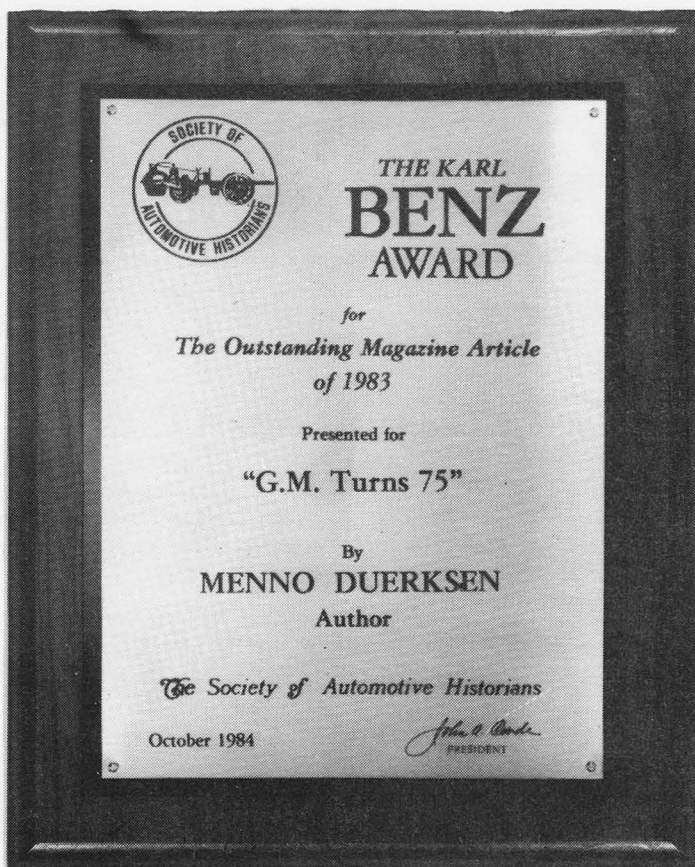 SOCIETY OF
AUTOMOTIVE HISTORIANS
THE KARL
BENZ
AWARD
for
The Outstanding Magazine Article
of 1983
Presented for
“G.M. Turns 75”
By
MENNO DUERKSEN
Author
The Society of Automotive Historians
October 1984
John A.
PRESIDENT